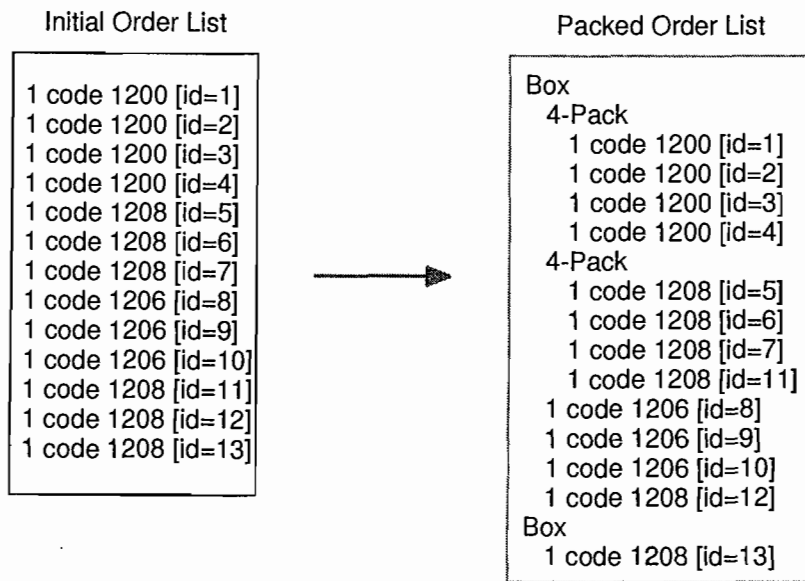 Initial Order List
1 code 1200 [id=1]
1 code 1200 [id=2]
1 code 1200 [id=3]
1 code 1200 [id=4]
1 code 1208 [id=5]
1 code 1208 [id=6]
1 code 1208 [id=7]
1 code 1206 [id=8]
1 code 1206 [id=9]
1 code 1206 [id=10]
1 code 1208 [id=11]
1 code 1208 [id=12]
1 code 1208 [id=13]
Packed Order List
Box
4-Pack
1 code 1200 [id=1]
1 code 1200 [id=2]
1 code 1200 [id=3]
1 code 1200 [id=4]
4-Pack
1 code 1208 [id=5]
1 code 1208 [id=6]
1 code 1208 [id=7]
1 code 1208 [id=11]
1 code 1206 [id=8]
1 code 1206 [id=9]
1 code 1206 [id=10]
1 code 1208 [id=12]
Box
1 code 1208 [id=13]